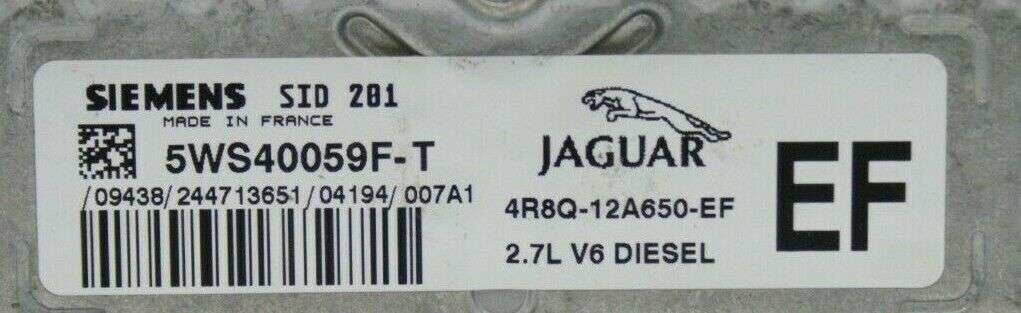 SIEMENS SID 201
MADE IN FRANCE
5WS40059F-T
/09438/244713651/04194/007A1
JAGUAR
4R8Q-12A650-EF
2.7L V6 DIESEL
EF